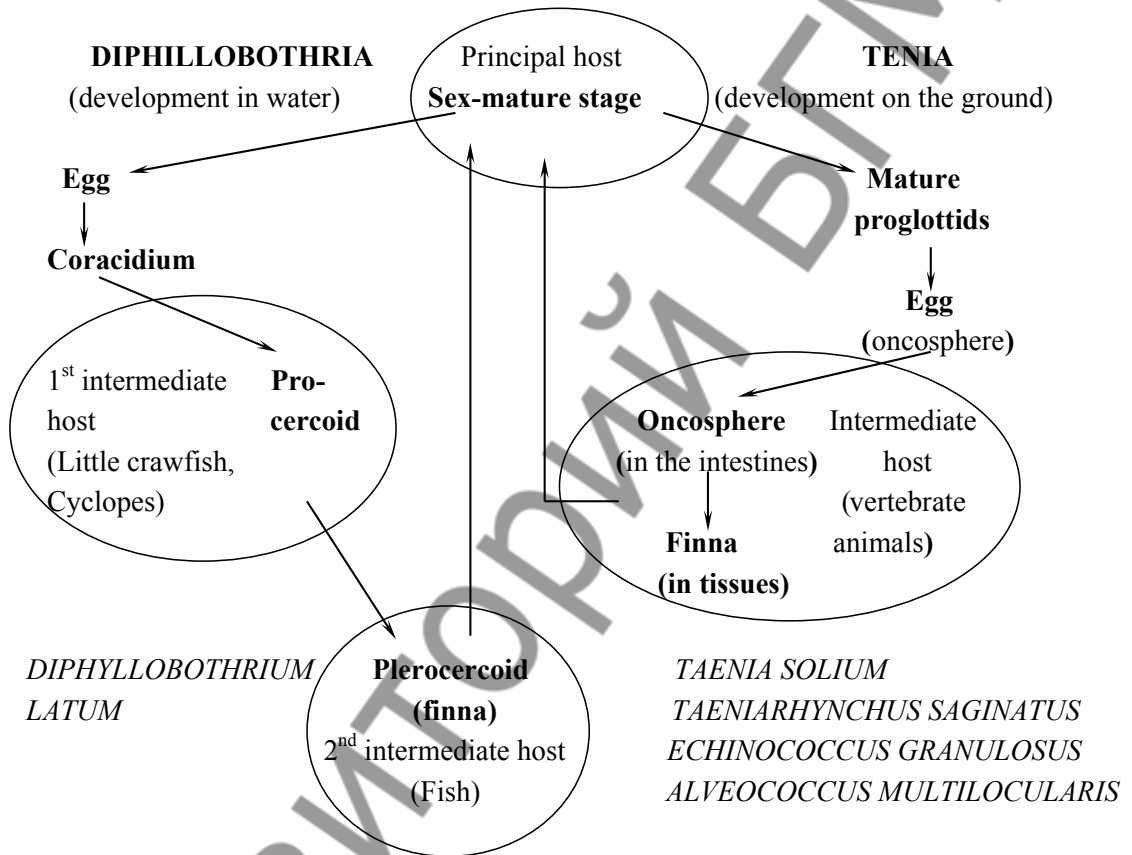 DIPHILLOBOTHRIA
(development in water)
Principal host
Sex-mature stage
TENIA
(development on the ground)
Egg
Coracidium
1st intermediate
host
(Little crawfish,
Cyclopes)
Pro-
cercoid
Plerocercoid
(finna)
2nd intermediate host
(Fish)
Mature
proglottids
Egg
(oncosphere)
Oncosphere
(in the intestines)
Finna
(in tissues)
Intermediate
host
(vertebrate
animals)
DIPHYLLOBOTHRIUM
LATUM
TAENIA SOLIUM
TAENIARHYNCHUS SAGINATUS
ECHINOCOCCUS GRANULOSUS
ALVEOCOCCUS MULTILOCULARIS